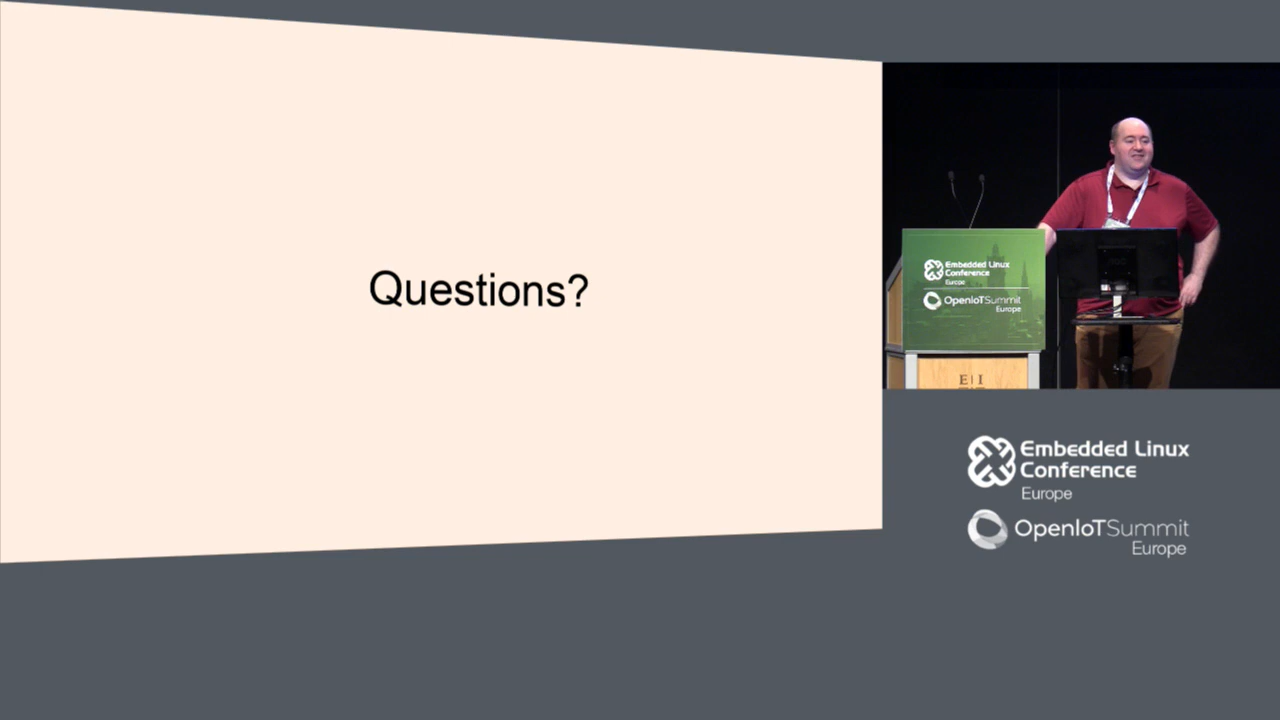 Questions?
Embedded Linux
Conference
Europe
OpenIoTSummit
Europe
E I
Embedded Linux
Conference
Europe
OpenIoTSummit
Europe